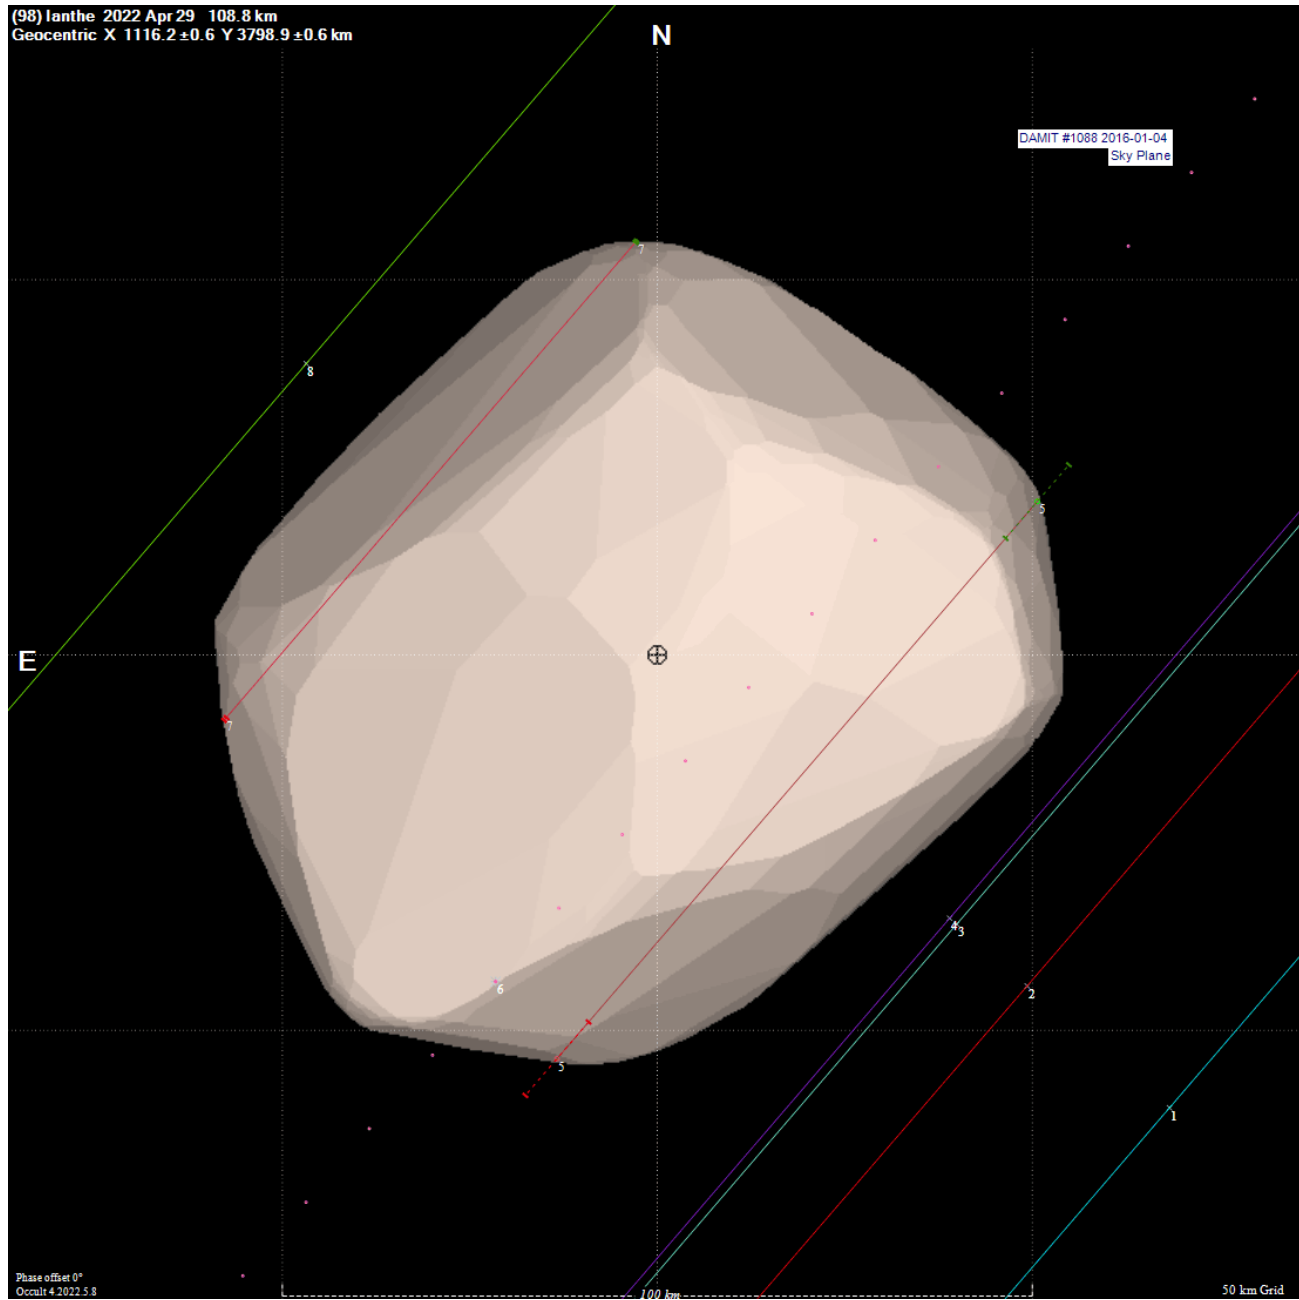 (98) Ianthe 2022 Apr 29 108.8 km
Geocentric X 1116.2 ±0.6 Y 3798.9 ±0.6 km
N
DAMIT #1088 2016-01-04
Sky Plane
7
8
5
E
7
4
3
6
2
5
1
Phase offset 0°
Occult 4.2022.5.8
100 km
50 km Grid